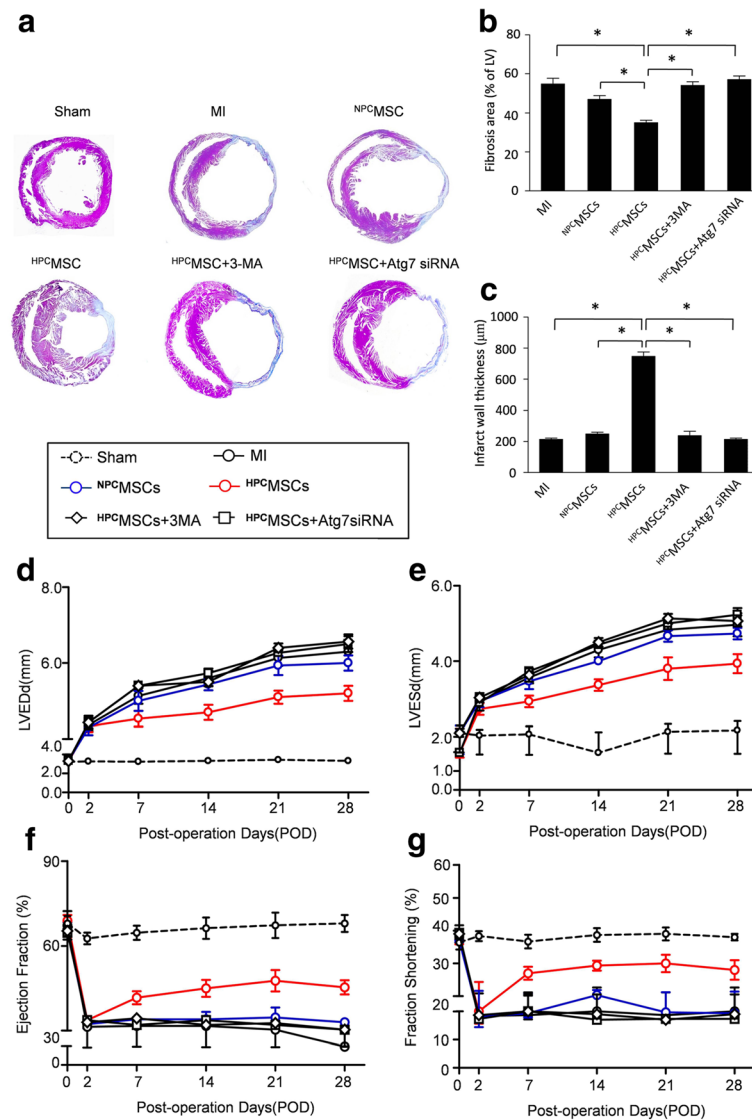 a
Sham MI NPCMSC
HPCMSC HPCMSC+3-MA HPCMSC+Atg7 siRNA
b
Fibrosis area (% of LV)
80
60
40
20
0
* * * *
MI NPCMSCs HPCMSCs HPCMSCs+3MA HPCMSCs+Atg7 siRNA
c
Infarct wall thickness (μm)
1000
800
600
400
200
0
* * * *
MI NPCMSCs HPCMSCs HPCMSCs+3MA HPCMSCs+Atg7 siRNA
Sham MI
NPCMSCs HPCMSCs
HPCMSCs+3MA HPCMSCs+Atg7siRNA
d
LVEDd(mm)
8.0
6.0
4.0
2.0
0.0
0 2 7 14 21 28
Post-operation Days(POD)
e
LVESd(mm)
6.0
4.0
2.0
1.0
0.0
0 2 7 14 21 28
Post-operation Days(POD)
f
Ejection Fraction (%)
90
60
30
0
0 2 7 14 21 28
Post-operation Days(POD)
g
Fraction Shortening (%)
60
50
40
30
20
10
0
0 2 7 14 21 28
Post-operation Days(POD)